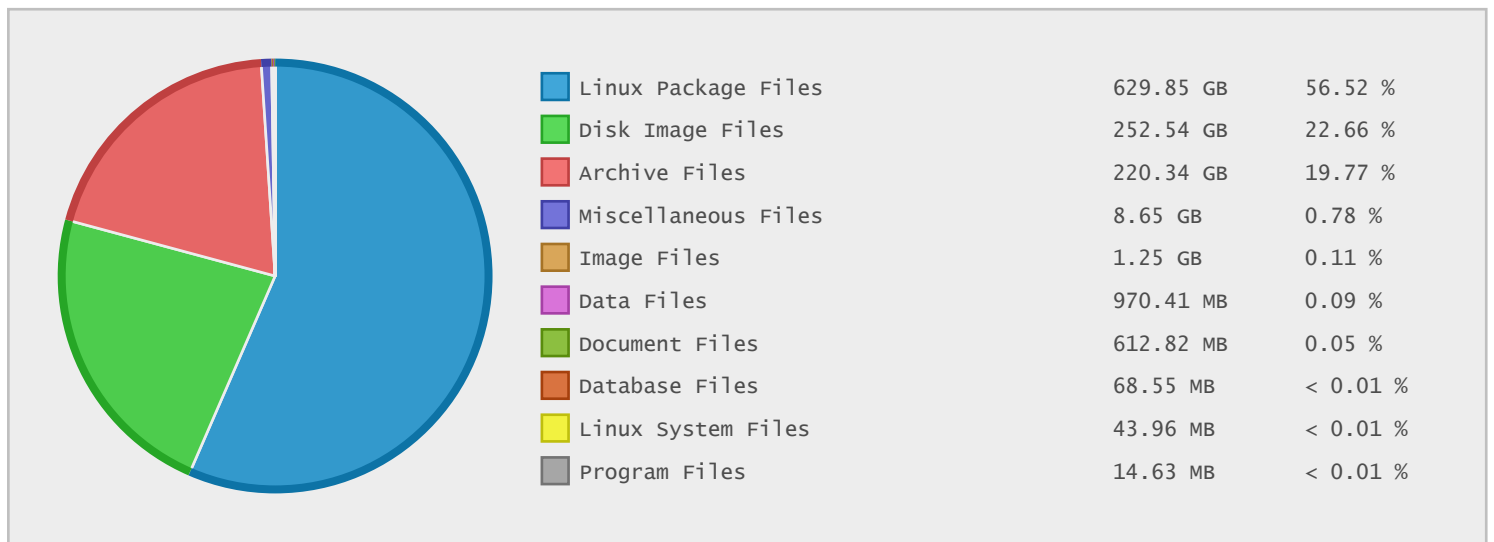 Linux Package Files 629.85 GB 56.52 %
Disk Image Files 252.54 GB 22.66 %
Archive Files 220.34 GB 19.77 %
Miscellaneous Files 8.65 GB 0.78 %
Image Files 1.25 GB 0.11 %
Data Files 970.41 MB 0.09 %
Document Files 612.82 MB 0.05 %
Database Files 68.55 MB < 0.01 %
Linux System Files 43.96 MB < 0.01 %
Program Files 14.63 MB < 0.01 %